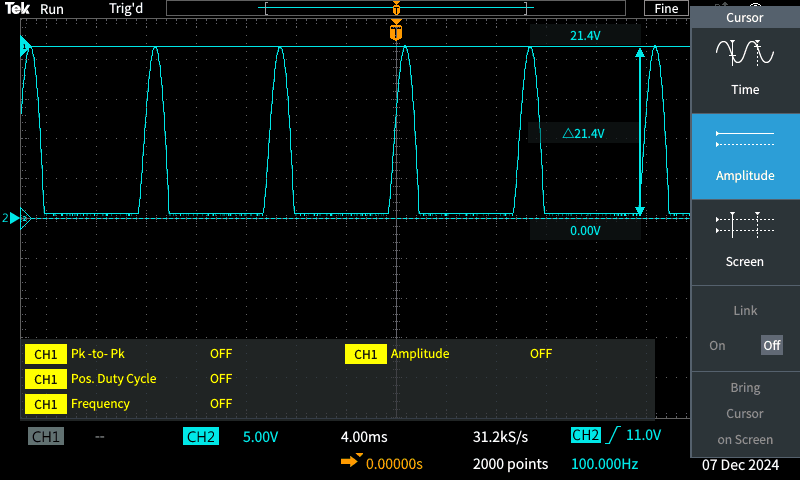 Tek Run Trig'd Fine
Cursor
T
T
1
21.4V
Time
△21.4V
Amplitude
2
2
0.00V
Screen
Link
On Off
CH1 Pk -to- Pk OFF CH1 Amplitude OFF
CH1 Pos. Duty Cycle OFF
CH1 Frequency OFF
Bring
Cursor
on Screen
CH1 -- CH2 5.00V 4.00ms 31.2kS/s CH2 11.0V
0.00000s 2000 points 100.000Hz 07 Dec 2024